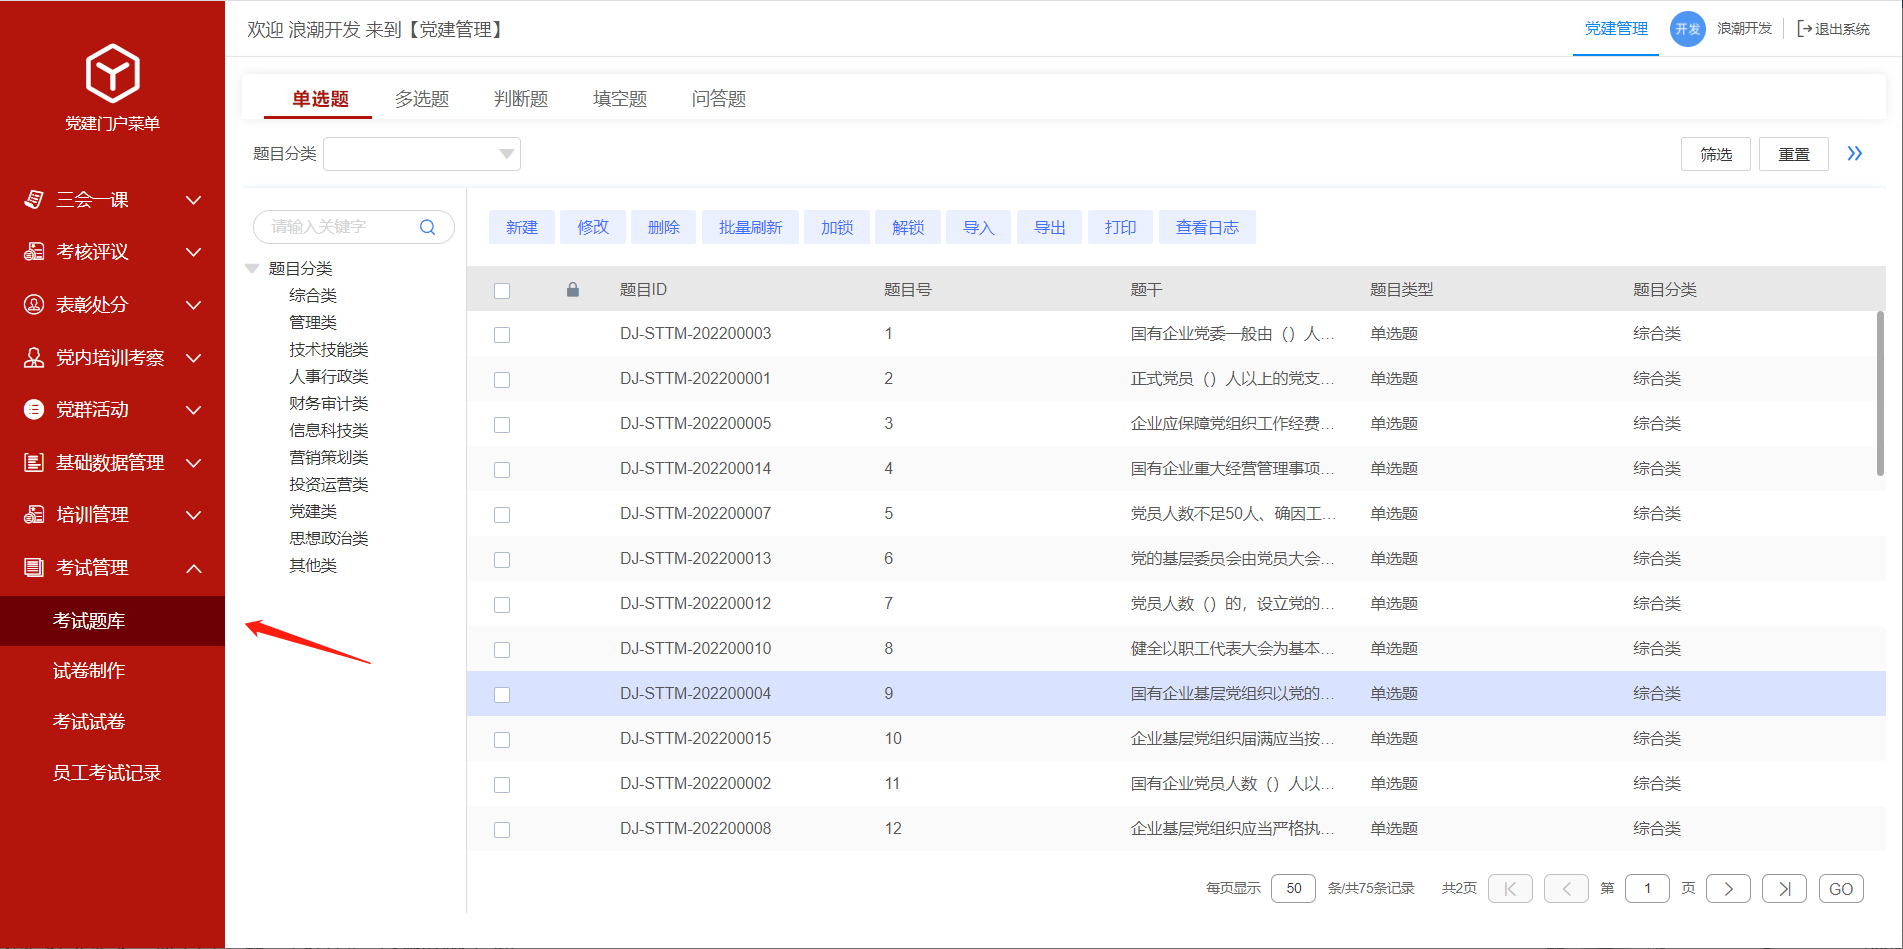 欢迎 浪潮开发 来到【党建管理】
党建管理
开发
浪潮开发
退出系统
党建门户菜单
三会一课
考核评议
表彰处分
党内培训考察
党群活动
基础数据管理
培训管理
考试管理
考试题库
试卷制作
考试试卷
员工考试记录
单选题 多选题 判断题 填空题 问答题
题目分类
筛选 重置
请输入关键字
题目分类
综合类
管理类
技术技能类
人事行政类
财务审计类
信息科技类
营销策划类
投资运营类
党建类
思想政治类
其他类
新建 修改 删除 批量刷新 加锁 解锁 导入 导出 打印 查看日志
题目ID 题目号 题干 题目类型 题目分类
DJ-STTM-202200003 1 国有企业党委一般由（）人... 单选题 综合类
DJ-STTM-202200001 2 正式党员（）人以上的党支... 单选题 综合类
DJ-STTM-202200005 3 企业应保障党组织工作经费... 单选题 综合类
DJ-STTM-202200014 4 国有企业重大经营管理事项... 单选题 综合类
DJ-STTM-202200007 5 党员人数不足50人、确因工... 单选题 综合类
DJ-STTM-202200013 6 党的基层委员会由党员大会... 单选题 综合类
DJ-STTM-202200012 7 党员人数（）的，设立党的... 单选题 综合类
DJ-STTM-202200010 8 健全以职工代表大会为基本... 单选题 综合类
DJ-STTM-202200004 9 国有企业基层党组织以党的... 单选题 综合类
DJ-STTM-202200015 10 企业基层党组织届满应当按... 单选题 综合类
DJ-STTM-202200002 11 国有企业党员人数（）人以... 单选题 综合类
DJ-STTM-202200008 12 企业基层党组织应当严格执... 单选题 综合类
每页显示 50 条/共75条记录 共2页 第 1 页 GO